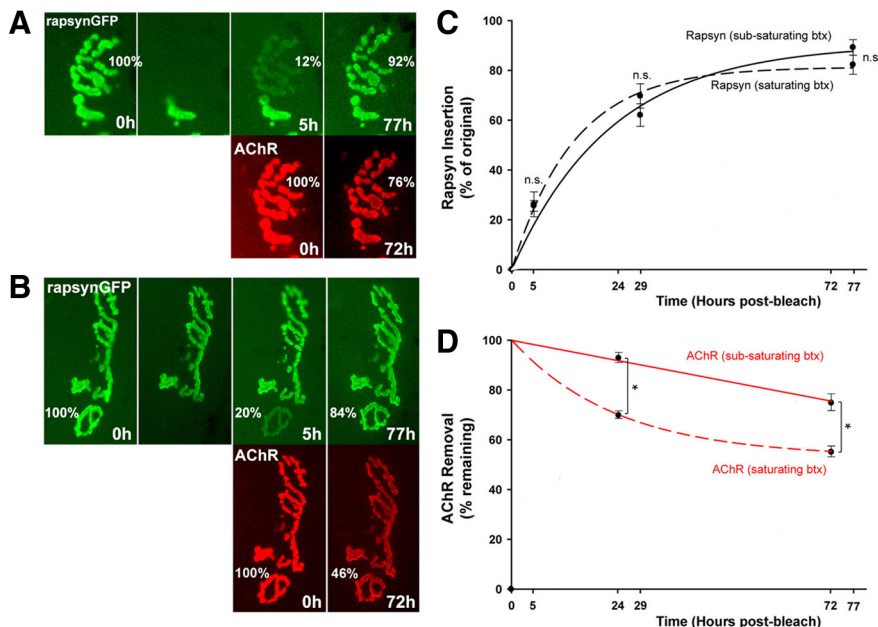 A
rapsynGFP
100%
0h
12%
5h
92%
77h
AChR
100%
0h
76%
72h
B
rapsynGFP
100%
0h
20%
5h
84%
77h
AChR
100%
0h
46%
72h
C
Rapsyn Insertion
(% of original)
100
80
60
40
20
0
n.s.
n.s.
n.s
Rapsyn (sub-saturating btx)
Rapsyn (saturating btx)
0 5 24 29 72 77
Time (Hours post-bleach)
D
AChR Removal
(% remaining)
100
80
60
40
20
0
AChR (sub-saturating btx)
*
*
AChR (saturating btx)
0 5 24 29 72 77
Time (Hours post-bleach)